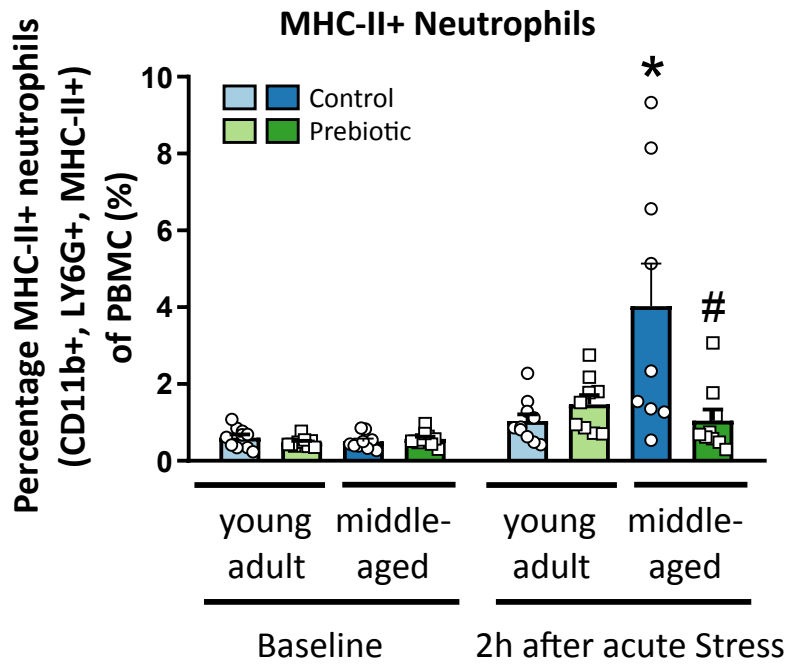 MHC-II+ Neutrophils
Percentage MHC-II+ neutrophils
(CD11b+, LY6G+, MHC-II+)
of PBMC (%)
10
8
6
4
2
0
Control
Prebiotic
*
#
young
adult
middle-
aged
young
adult
middle-
aged
Baseline
2h after acute Stress